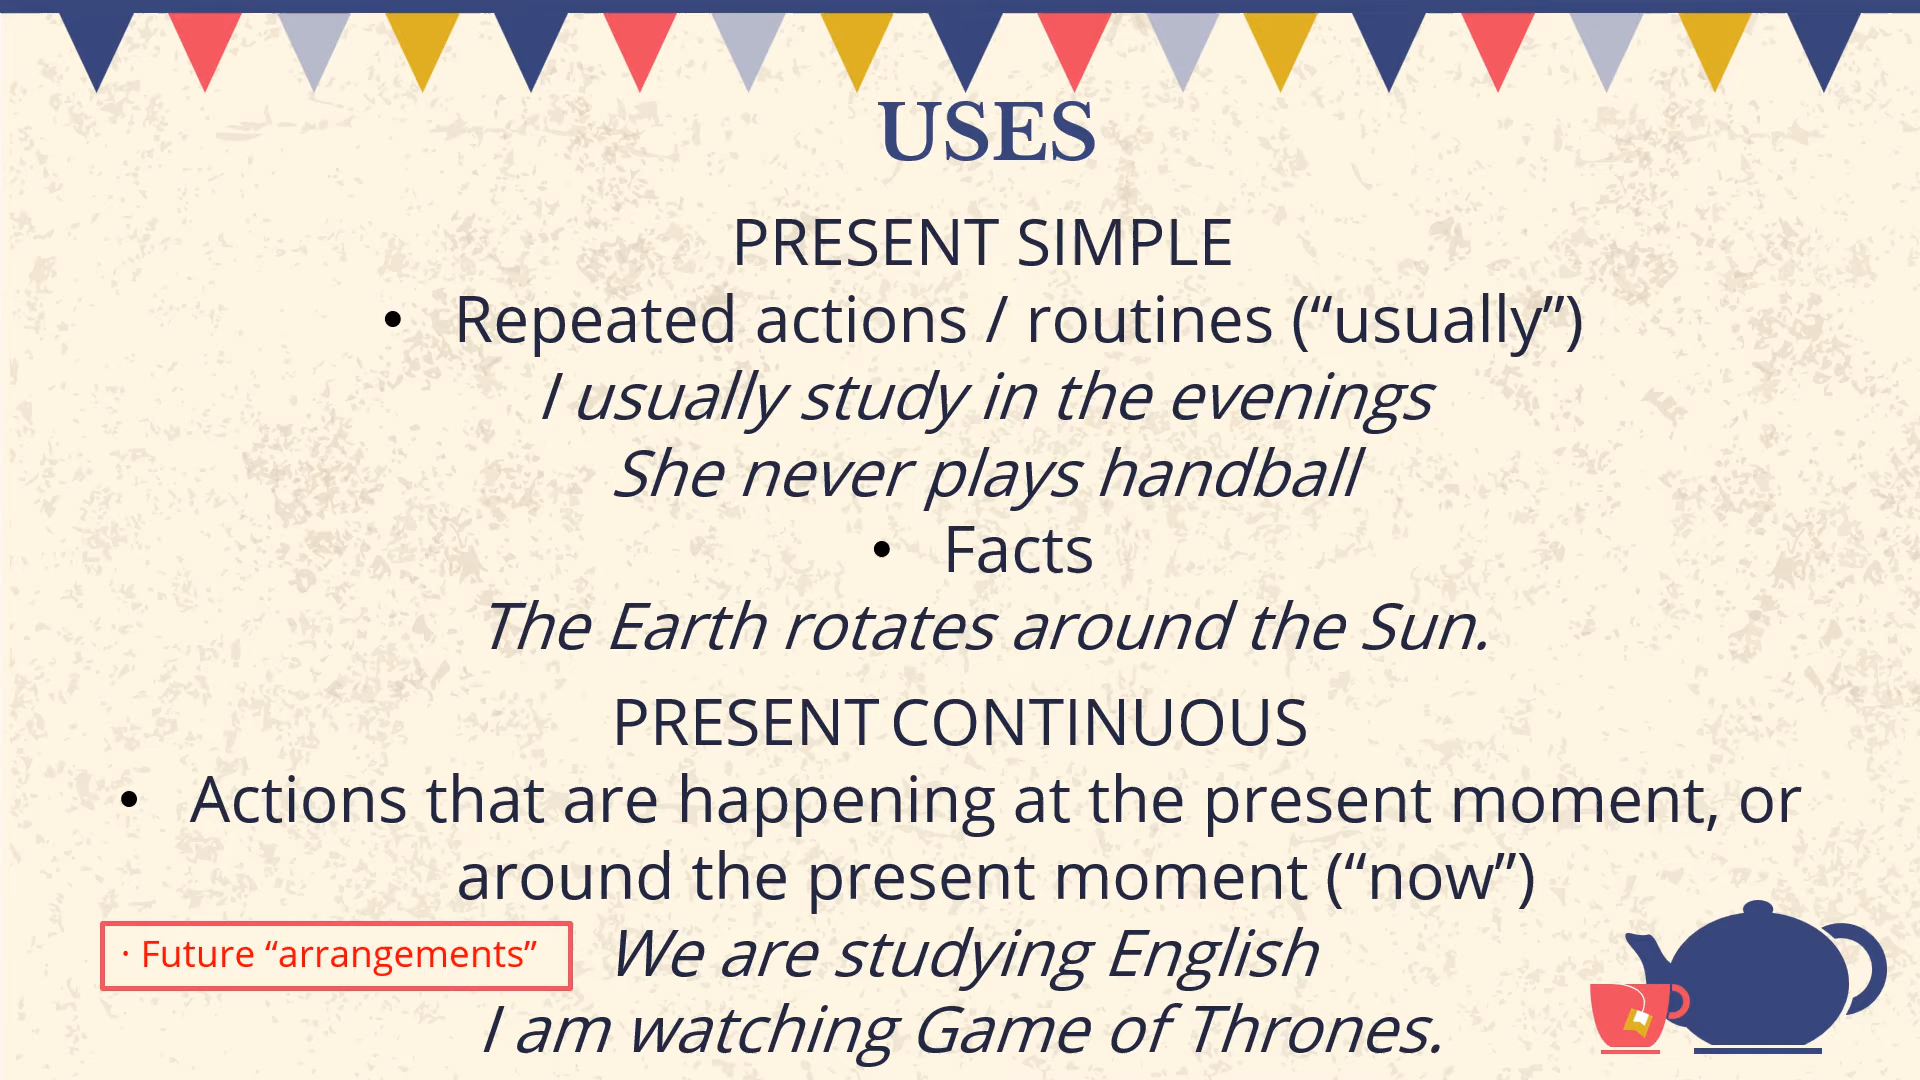 USES
PRESENT SIMPLE
• Repeated actions / routines (“usually”)
I usually study in the evenings
She never plays handball
• Facts
The Earth rotates around the Sun.
PRESENT CONTINUOUS
• Actions that are happening at the present moment, or
around the present moment (“now”)
· Future “arrangements”
We are studying English
I am watching Game of Thrones.